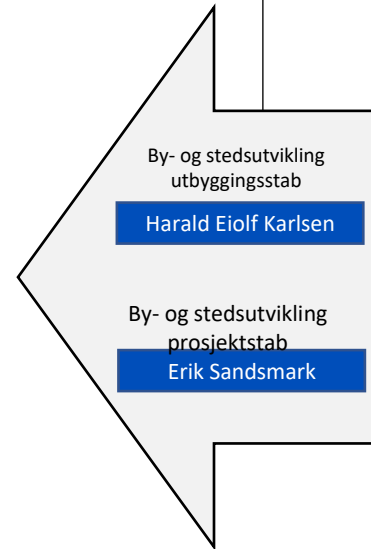 By- og stedsutvikling
utbyggingsstab
Harald Eiolf Karlsen
By- og stedsutvikling
prosjektstab
Erik Sandsmark